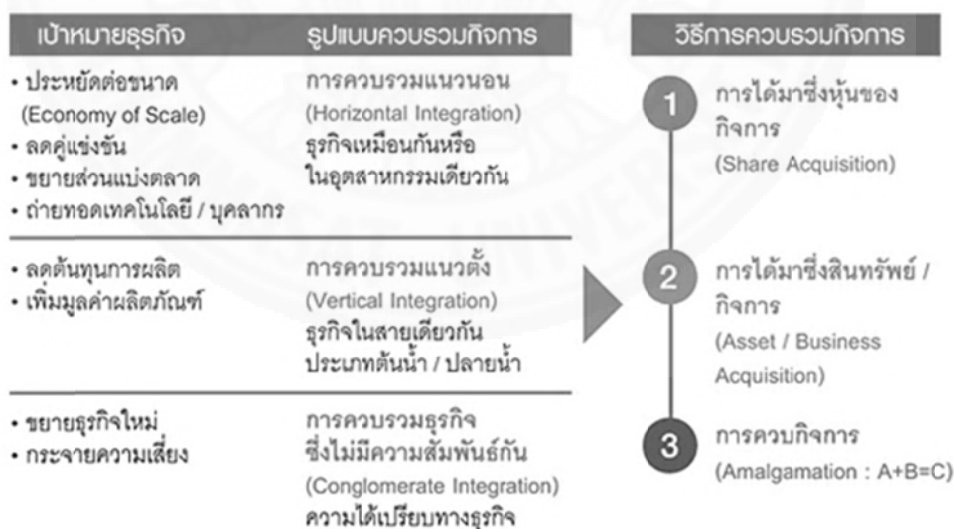 เป้าหมายธุรกิจ
รูปแบบควบรวมกิจการ
• ประหยัดต่อขนาด
(Economy of Scale)
• ลดคู่แข่งขัน
• ขยายส่วนแบ่งตลาด
• ถ่ายทอดเทคโนโลยี / บุคลากร
การควบรวมแนวนอน
(Horizontal Integration)
ธุรกิจเหมือนกันหรือ
ในอุตสาหกรรมเดียวกัน
• ลดต้นทุนการผลิต
• เพิ่มมูลค่าผลิตภัณฑ์
การควบรวมแนวตั้ง
(Vertical Integration)
ธุรกิจในสายเดียวกัน
ประเภทต้นน้ำ / ปลายน้ำ
• ขยายธุรกิจใหม่
• กระจายความเสี่ยง
การควบรวมธุรกิจ
ซึ่งไม่มีความสัมพันธ์กัน
(Conglomerate Integration)
ความได้เปรียบทางธุรกิจ
วิธีการควบรวมกิจการ
1
การได้มาซึ่งหุ้นของ
กิจการ
(Share Acquisition)
2
การได้มาซึ่งสินทรัพย์ /
กิจการ
(Asset / Business
Acquisition)
3
การควบกิจการ
(Amalgamation : A+B=C)